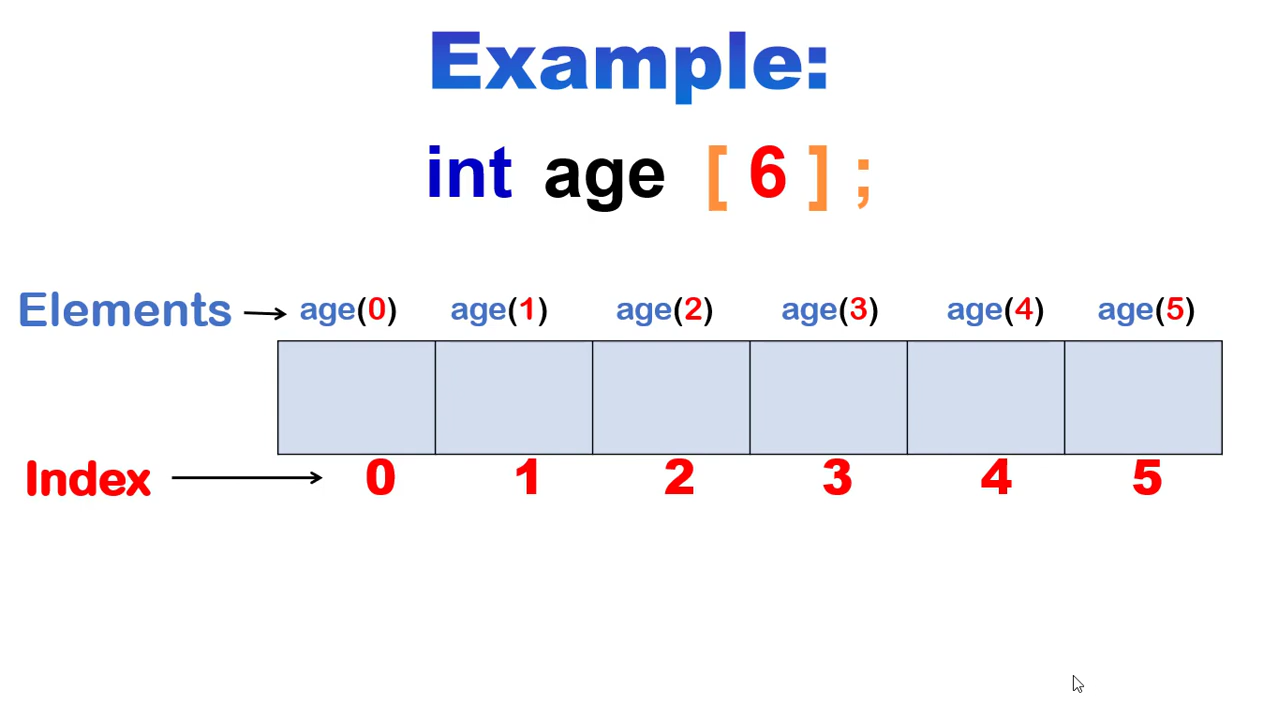 Example:
int age [ 6 ] ;
Elements age(0) age(1) age(2) age(3) age(4) age(5)
Index 0 1 2 3 4 5